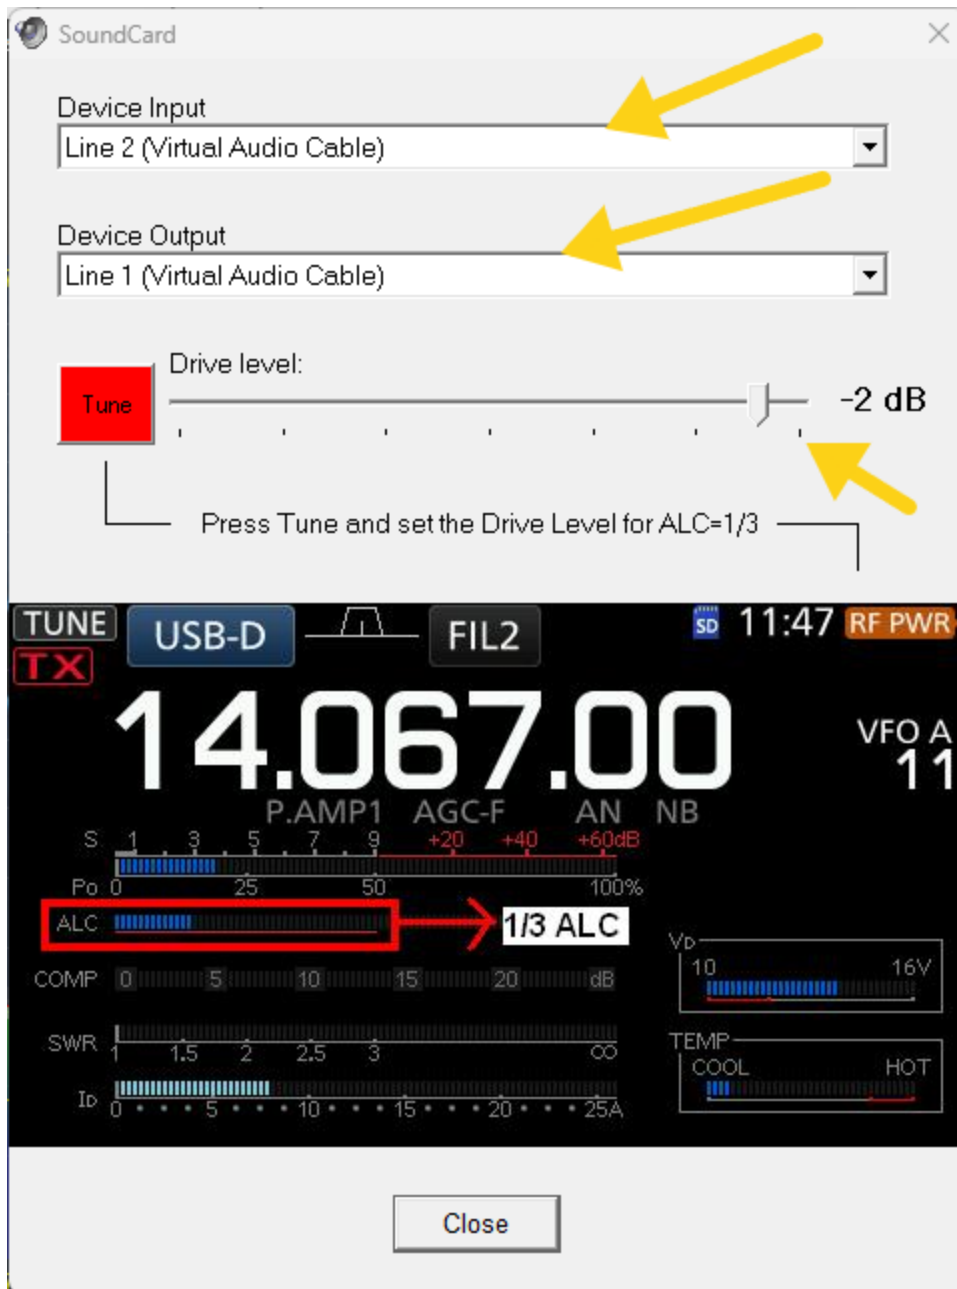 SoundCard
Device Input
Line 2 (Virtual Audio Cable)
Device Output
Line 1 (Virtual Audio Cable)
Drive level:
Tune
-2 dB
Press Tune and set the Drive Level for ALC=1/3
TUNE USB-D FIL2 SD 11:47 RF PWR
TX
14.067.00
VFO A
11
P.AMP1 AGC-F AN NB
S 1 3 5 7 9 +20 +40 +60dB
Po 0 25 50 100%
ALC 1/3 ALC
COMP 0 5 10 15 20 dB
SWR 1 1.5 2 2.5 3 ∞
ID 0 5 10 15 20 25A
VD
10 16V
TEMP
COOL HOT
Close